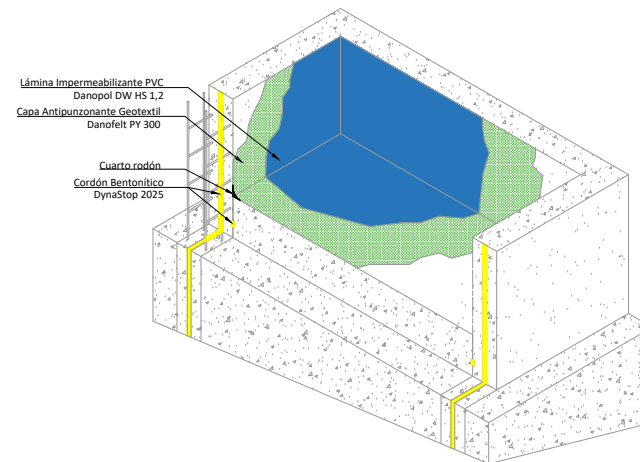 Lámina Impermeabilizante PVC
Danopol DW HS 1,2
Capa Antipunzonante Geotextil
Danofelt PY 300
Cuarto rodón
Cordón Bentonítico
DynaStop 2025